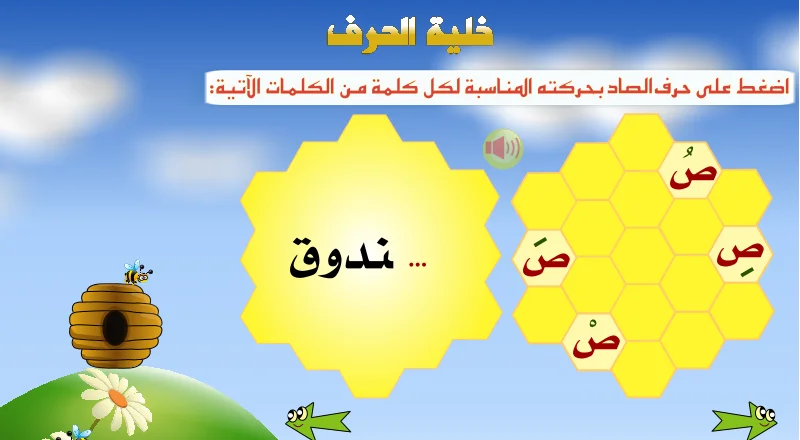 خلية الحرف
اضغط على حرف الصاد بحركته المناسبة لكل كلمة من الكلمات الآتية:
... ندوق
صُ
صِ
صَ
صْ